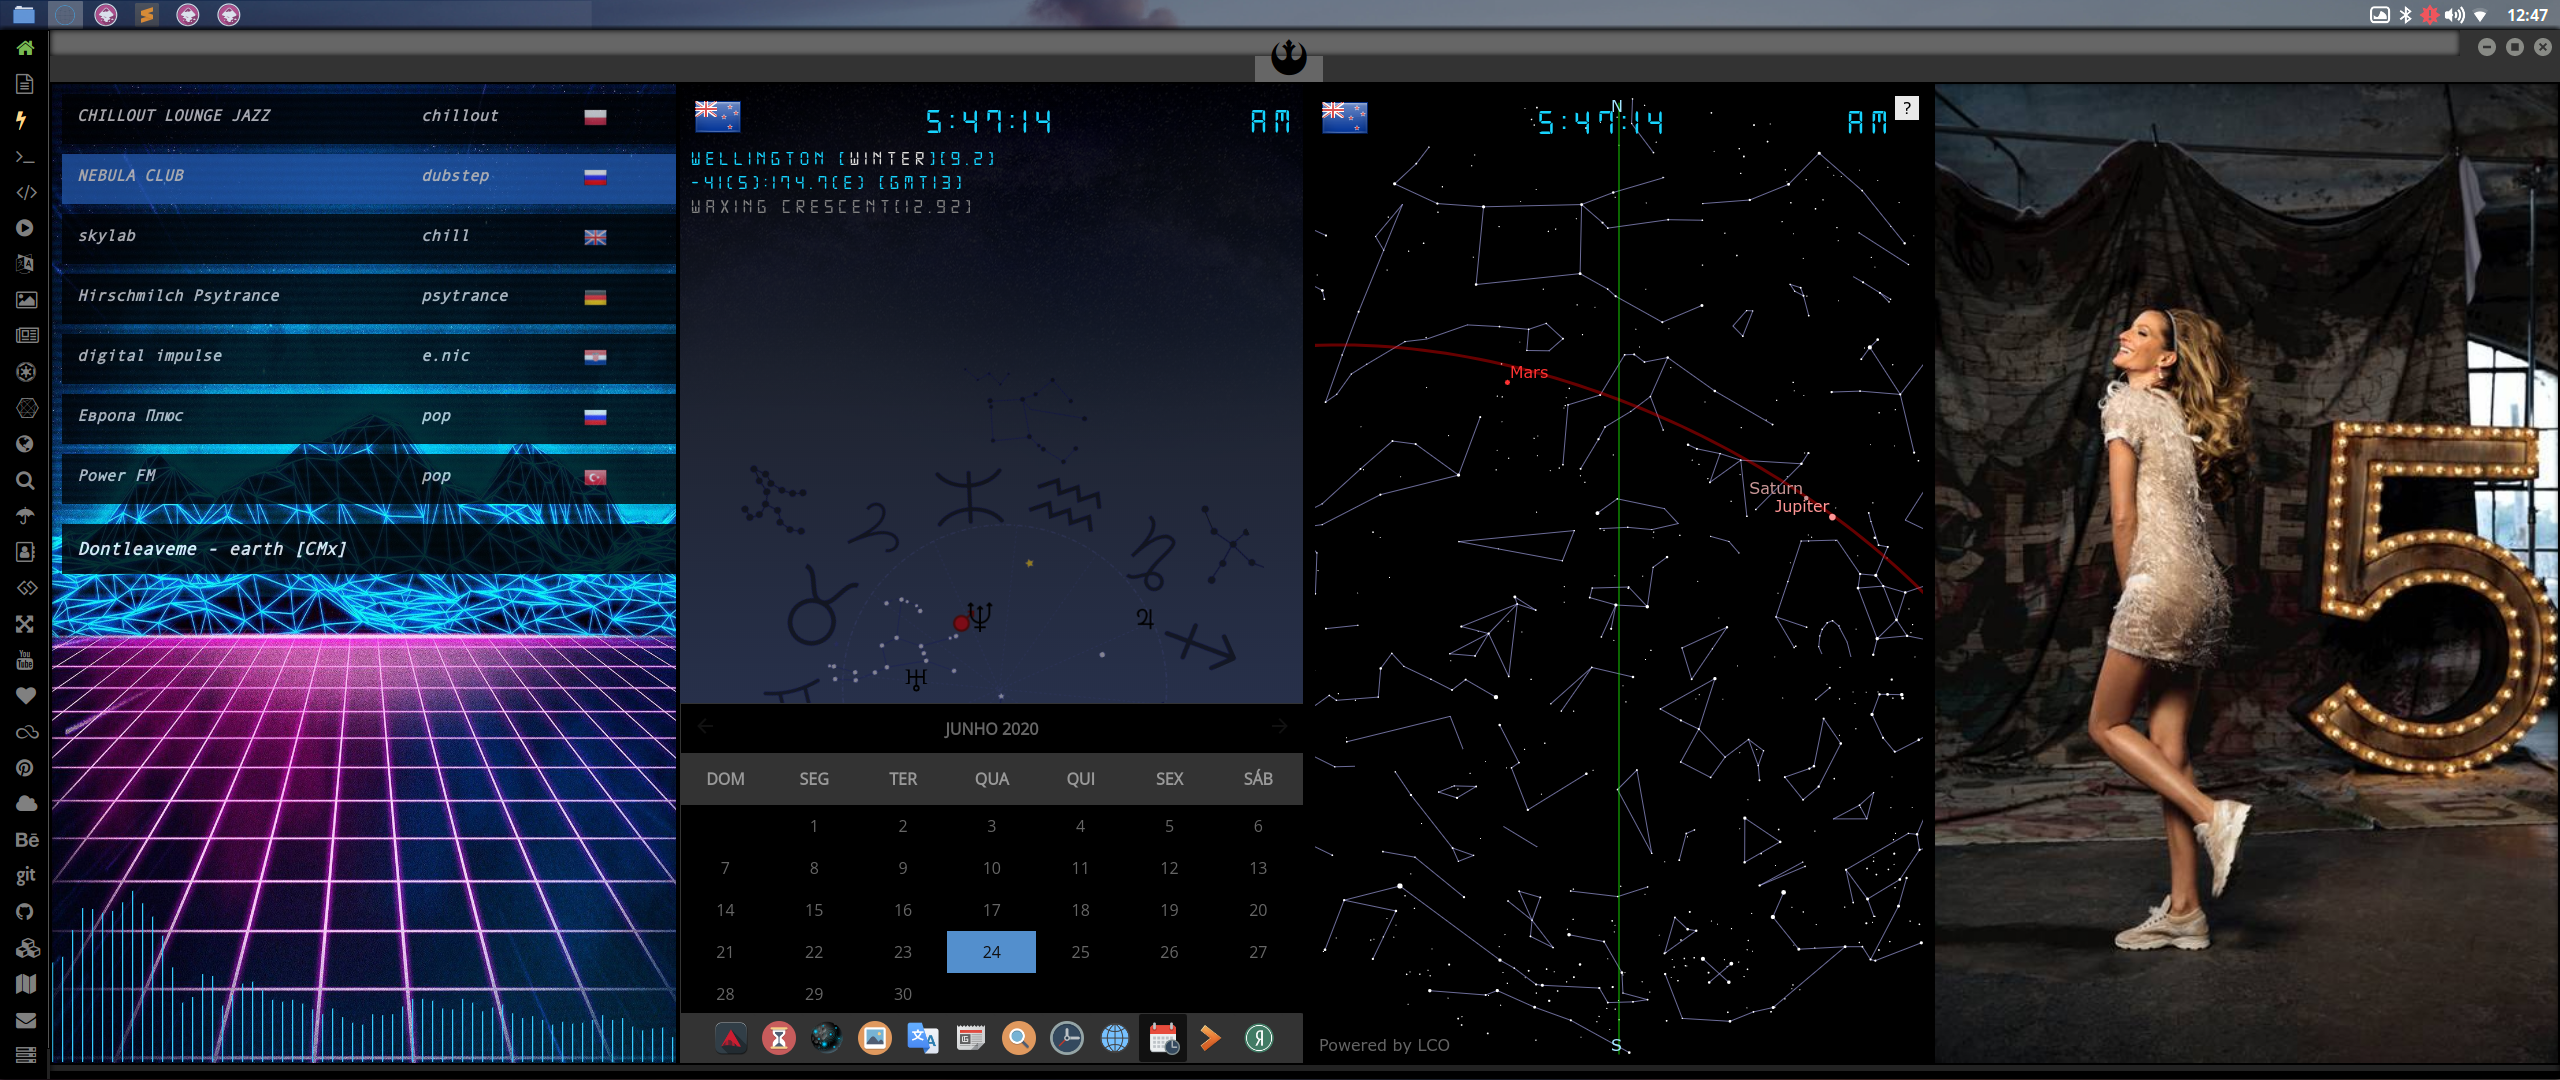 12:47
CHILLOUT LOUNGE JAZZ chillout
NEBULA CLUB dubstep
skylab chill
Hirschmilch Psytrance psytrance
digital impulse e.nic
Европа Плюс pop
Power FM pop
Dontleaveme - earth [CMx]
5:47:14 AM
WELLINGTON [WINTER][9.2]
-41(S):174.7(E) [GMT13]
WAXING CRESCENT[12.92]
JUNHO 2020
DOM SEG TER QUA QUI SEX SÁB
1 2 3 4 5 6
7 8 9 10 11 12 13
14 15 16 17 18 19 20
21 22 23 24 25 26 27
28 29 30
5:47:14 AM
?
N
Mars
Saturn
Jupiter
S
Powered by LCO
5
You
Tube
Bē
git